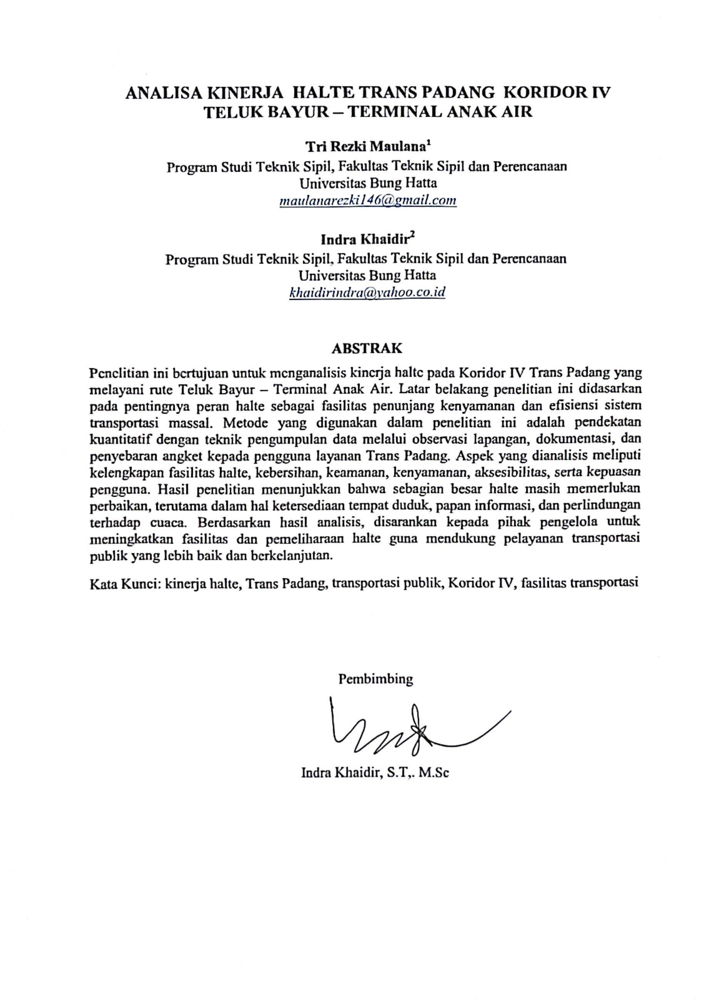 ANALISA KINERJA HALTE TRANS PADANG KORIDOR IV
TELUK BAYUR – TERMINAL ANAK AIR
Tri Rezki Maulana¹
Program Studi Teknik Sipil, Fakultas Teknik Sipil dan Perencanaan
Universitas Bung Hatta
maulanarezki146@gmail.com
Indra Khaidir²
Program Studi Teknik Sipil, Fakultas Teknik Sipil dan Perencanaan
Universitas Bung Hatta
khaidirindra@yahoo.co.id
ABSTRAK
Penelitian ini bertujuan untuk menganalisis kinerja halte pada Koridor IV Trans Padang yang
melayani rute Teluk Bayur – Terminal Anak Air. Latar belakang penelitian ini didasarkan
pada pentingnya peran halte sebagai fasilitas penunjang kenyamanan dan efisiensi sistem
transportasi massal. Metode yang digunakan dalam penelitian ini adalah pendekatan
kuantitatif dengan teknik pengumpulan data melalui observasi lapangan, dokumentasi, dan
penyebaran angket kepada pengguna layanan Trans Padang. Aspek yang dianalisis meliputi
kelengkapan fasilitas halte, kebersihan, keamanan, kenyamanan, aksesibilitas, serta kepuasan
pengguna. Hasil penelitian menunjukkan bahwa sebagian besar halte masih memerlukan
perbaikan, terutama dalam hal ketersediaan tempat duduk, papan informasi, dan perlindungan
terhadap cuaca. Berdasarkan hasil analisis, disarankan kepada pihak pengelola untuk
meningkatkan fasilitas dan pemeliharaan halte guna mendukung pelayanan transportasi
publik yang lebih baik dan berkelanjutan.
Kata Kunci: kinerja halte, Trans Padang, transportasi publik, Koridor IV, fasilitas transportasi
Pembimbing
Indra Khaidir, S.T,. M.Sc